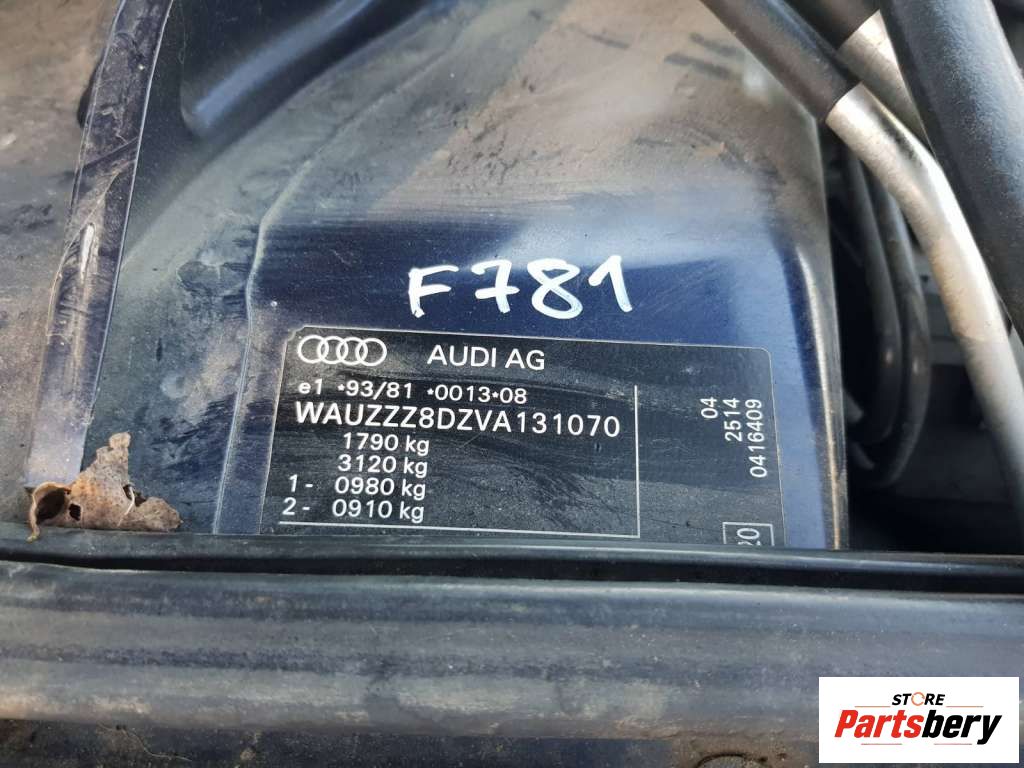 F781
AUDI AG
e1 *93/81 *0013*08
WAUZZZ8DZVA131070
1790 kg
3120 kg
1- 0980 kg
2- 0910 kg
04
2514
0416409
STORE
Partsbery